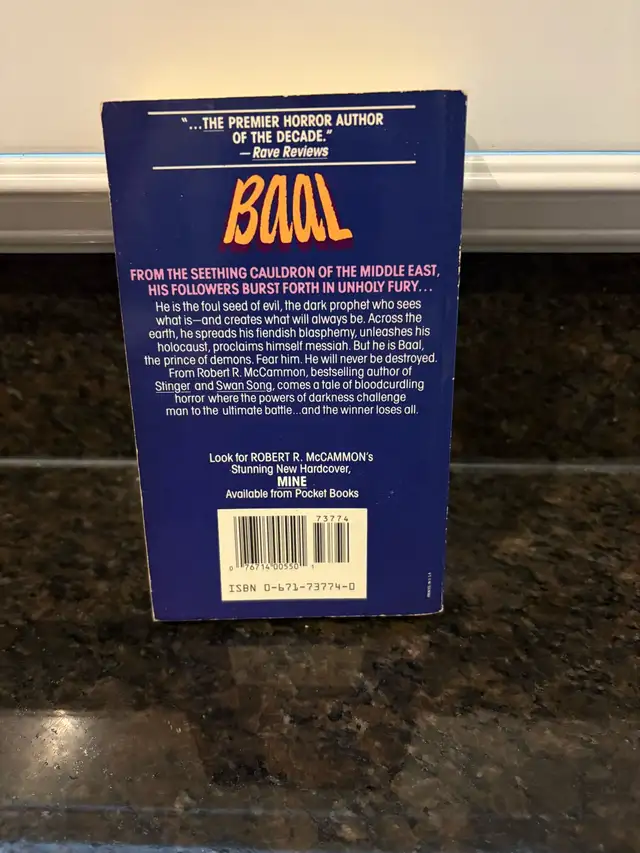 "...THE PREMIER HORROR AUTHOR
OF THE DECADE."
— Rave Reviews
BAAL
FROM THE SEETHING CAULDRON OF THE MIDDLE EAST,
HIS FOLLOWERS BURST FORTH IN UNHOLY FURY...
He is the foul seed of evil, the dark prophet who sees
what is—and creates what will always be. Across the
earth, he spreads his fiendish blasphemy, unleashes his
holocaust, proclaims himself messiah. But he is Baal,
the prince of demons. Fear him. He will never be destroyed.
From Robert R. McCammon, bestselling author of
Stinger and Swan Song, comes a tale of bloodcurdling
horror where the powers of darkness challenge
man to the ultimate battle...and the winner loses all.
Look for ROBERT R. McCAMMON's
Stunning New Hardcover,
MINE
Available from Pocket Books
73774
0 76714 00550 1
ISBN 0-671-73774-0